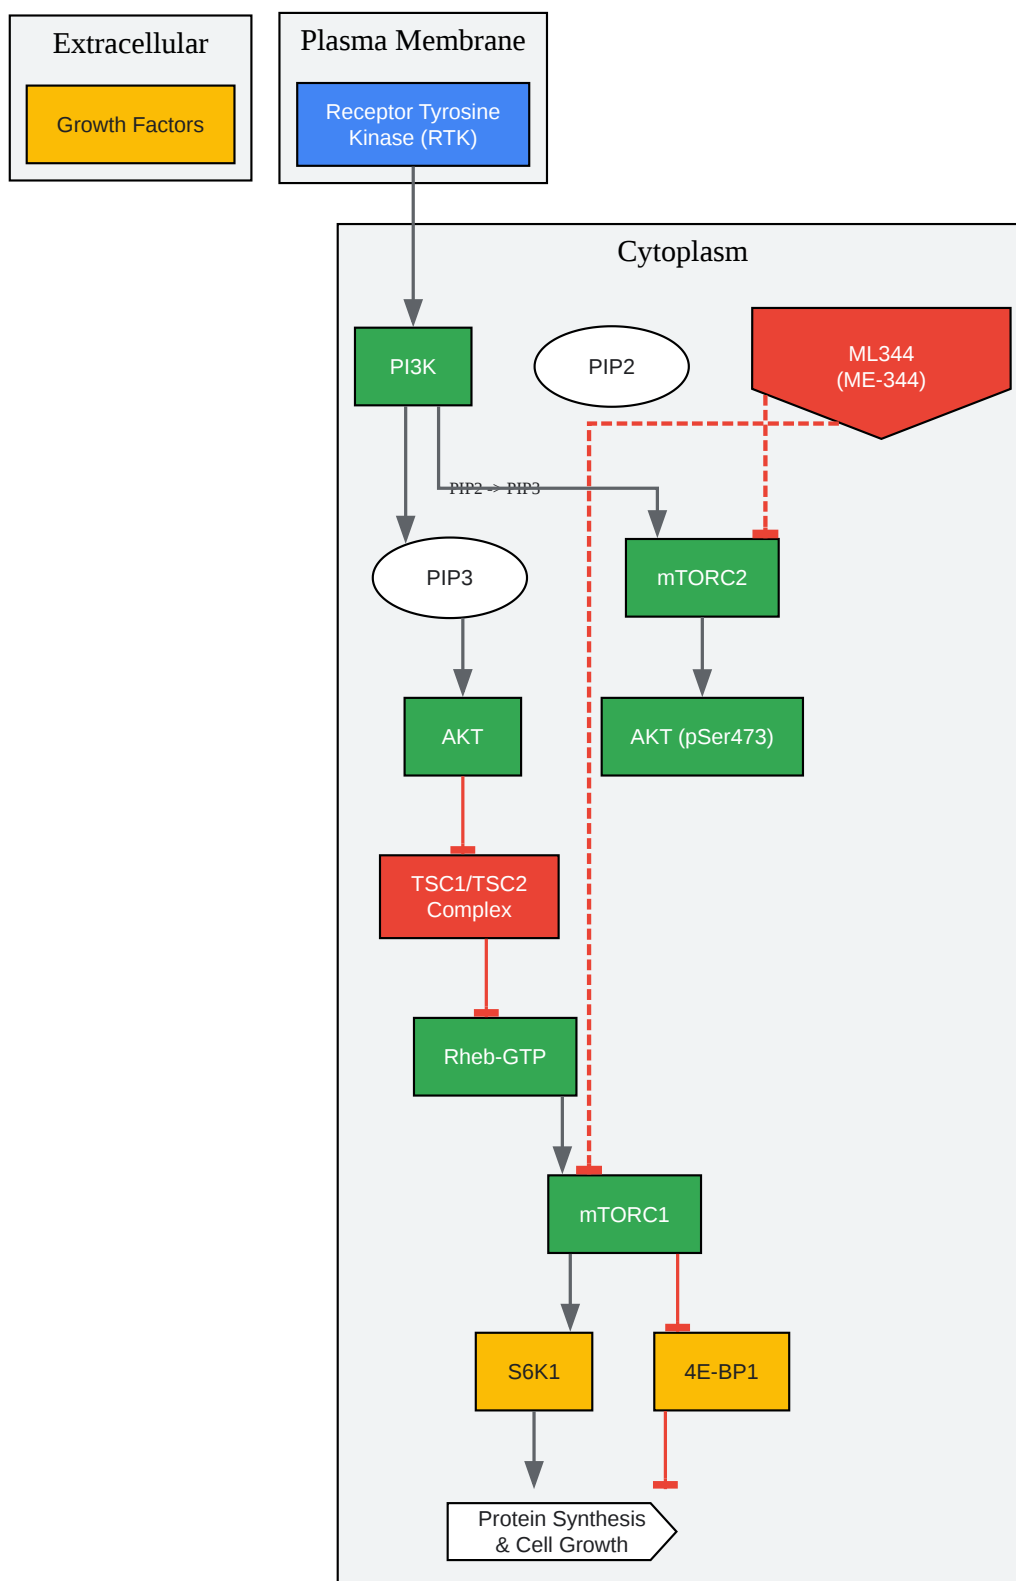 Extracellular
Growth Factors
Plasma Membrane
Receptor Tyrosine
Kinase (RTK)
Cytoplasm
PI3K
PIP2
ML344
(ME-344)
PIP2 -> PIP3
PIP3
mTORC2
AKT
AKT (pSer473)
TSC1/TSC2
Complex
Rheb-GTP
mTORC1
S6K1
4E-BP1
Protein Synthesis
& Cell Growth